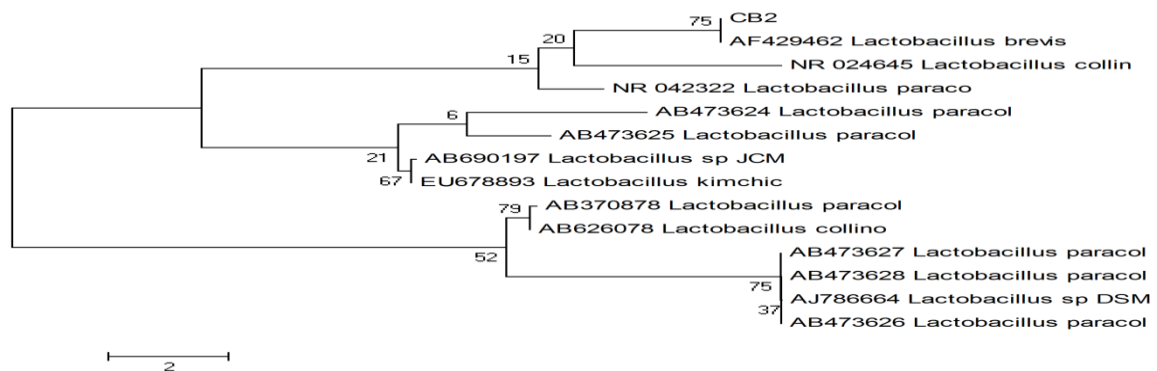 75 CB2
20 AF429462 Lactobacillus brevis
15 NR 024645 Lactobacillus collin
NR 042322 Lactobacillus paraco
6 AB473624 Lactobacillus paracol
AB473625 Lactobacillus paracol
21 AB690197 Lactobacillus sp JCM
67 EU678893 Lactobacillus kimchic
79 AB370878 Lactobacillus paracol
AB626078 Lactobacillus collino
52 AB473627 Lactobacillus paracol
AB473628 Lactobacillus paracol
75 AJ786664 Lactobacillus sp DSM
37 AB473626 Lactobacillus paracol
2